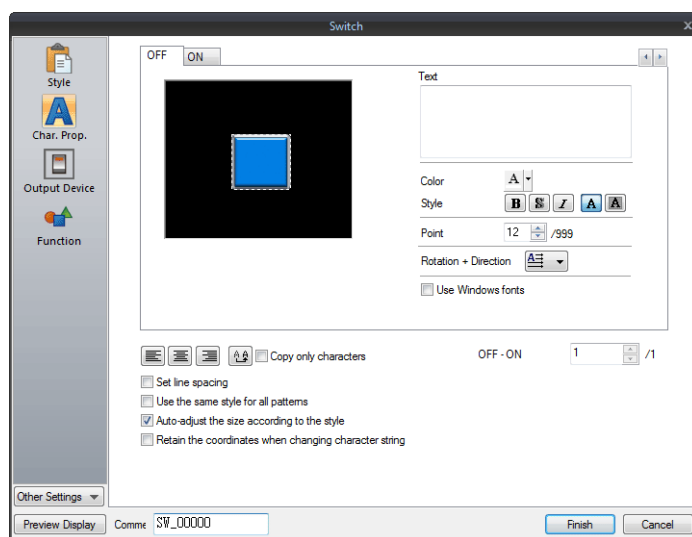 Switch
X
Style
Char. Prop.
Output Device
Function
OFF
ON
Text
Color
A
Style
B S I A A
Point
12
/999
Rotation + Direction
A
Use Windows fonts
A A
Copy only characters
OFF - ON
1
/1
Set line spacing
Use the same style for all patterns
Auto-adjust the size according to the style
Retain the coordinates when changing character string
Other Settings
Preview Display
Comme
SW_00000
Finish
Cancel